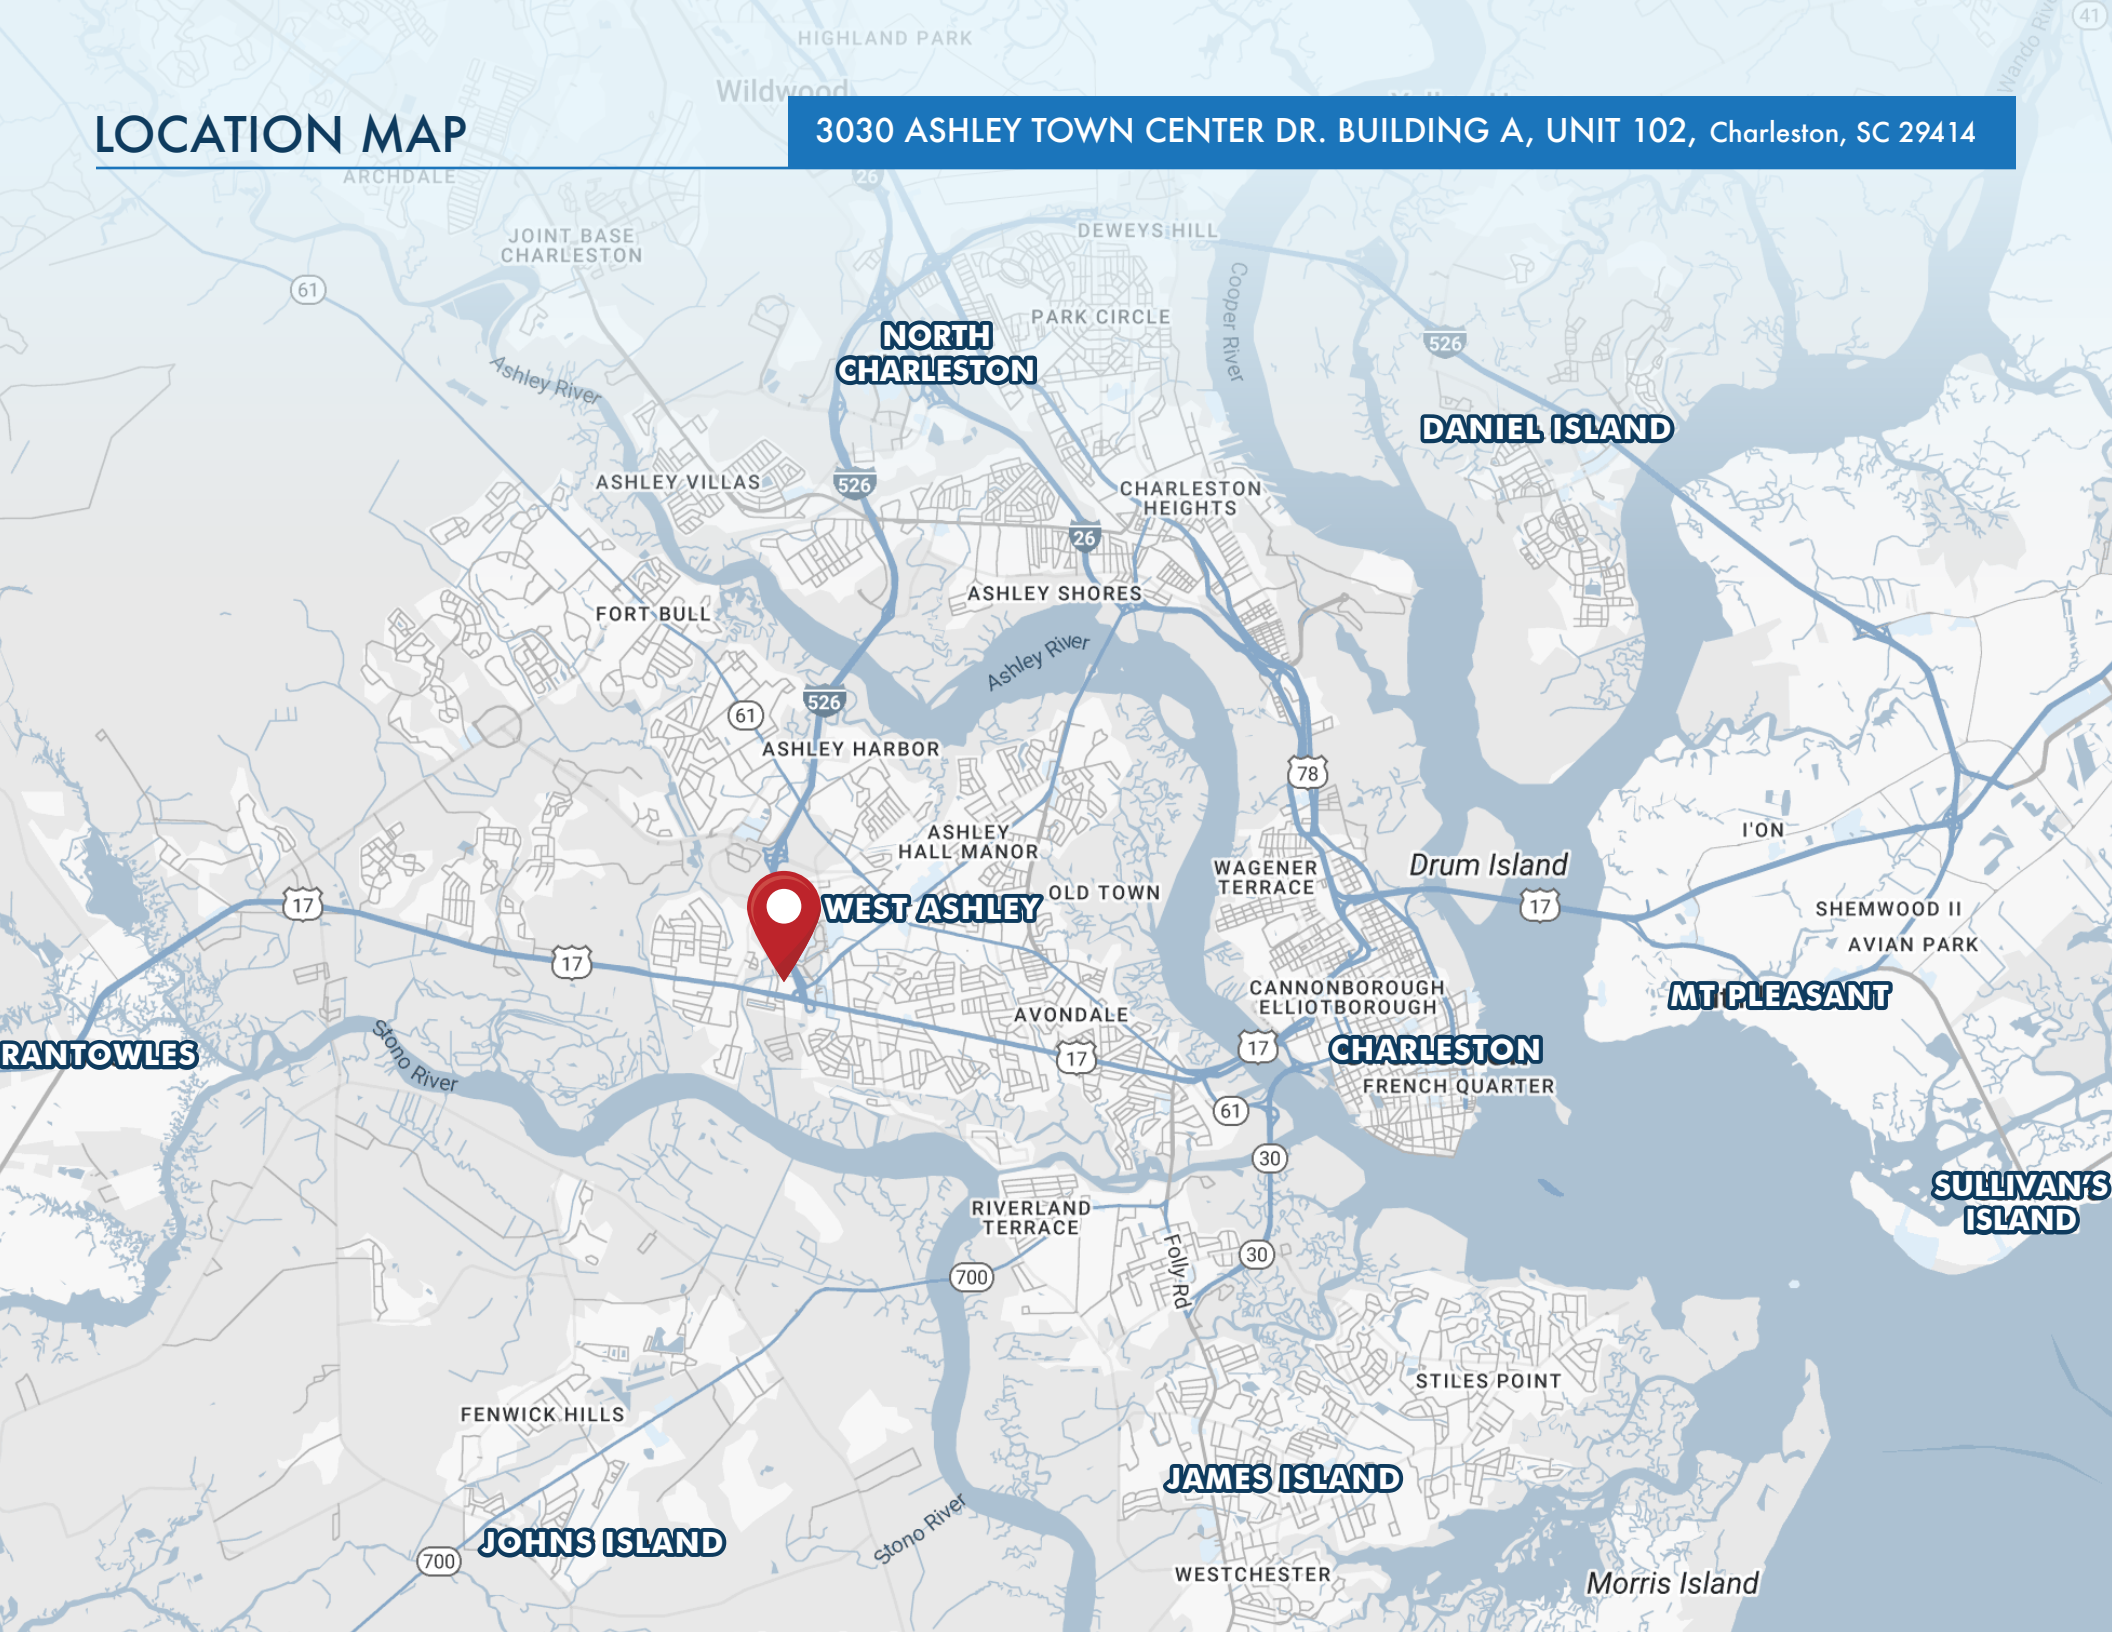 HIGHLAND PARK
41
Wildwood
Wando River
LOCATION MAP
3030 ASHLEY TOWN CENTER DR. BUILDING A, UNIT 102, Charleston, SC 29414
ARCHDALE
26
JOINT BASE
CHARLESTON
DEWEYS HILL
61
Cooper River
PARK CIRCLE
NORTH
CHARLESTON
526
Ashley River
DANIEL ISLAND
ASHLEY VILLAS
526
CHARLESTON
HEIGHTS
26
ASHLEY SHORES
FORT BULL
Ashley River
526
61
ASHLEY HARBOR
78
ASHLEY
HALL MANOR
I'ON
WAGENER
TERRACE
Drum Island
OLD TOWN
WEST ASHLEY
17
17
SHEMWOOD II
AVIAN PARK
17
CANNONBOROUGH
ELLIOTBOROUGH
MT PLEASANT
AVONDALE
17
17
CHARLESTON
RANTOWLES
Stono River
FRENCH QUARTER
61
30
SULLIVAN'S
ISLAND
RIVERLAND
TERRACE
Folly Rd
30
700
STILES POINT
FENWICK HILLS
JAMES ISLAND
JOHNS ISLAND
Stono River
700
WESTCHESTER
Morris Island